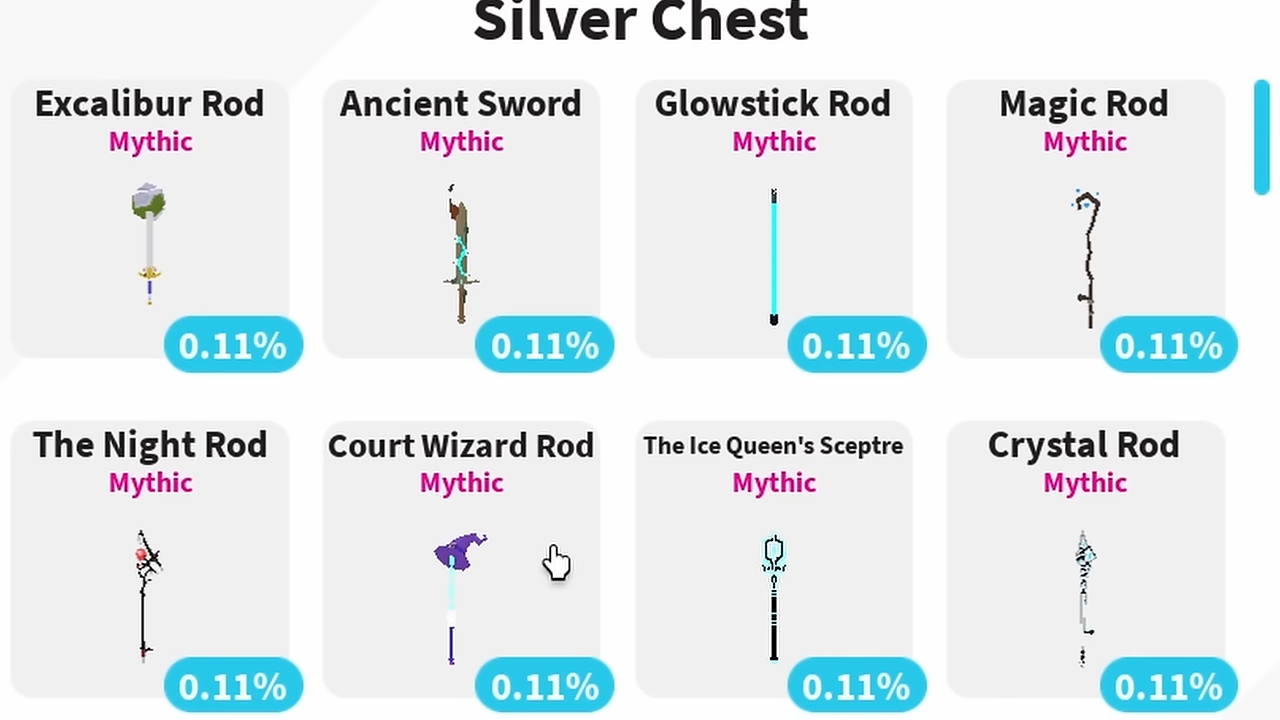 Silver Chest
Excalibur Rod
Mythic
0.11%
Ancient Sword
Mythic
0.11%
Glowstick Rod
Mythic
0.11%
Magic Rod
Mythic
0.11%
The Night Rod
Mythic
0.11%
Court Wizard Rod
Mythic
0.11%
The Ice Queen's Sceptre
Mythic
0.11%
Crystal Rod
Mythic
0.11%